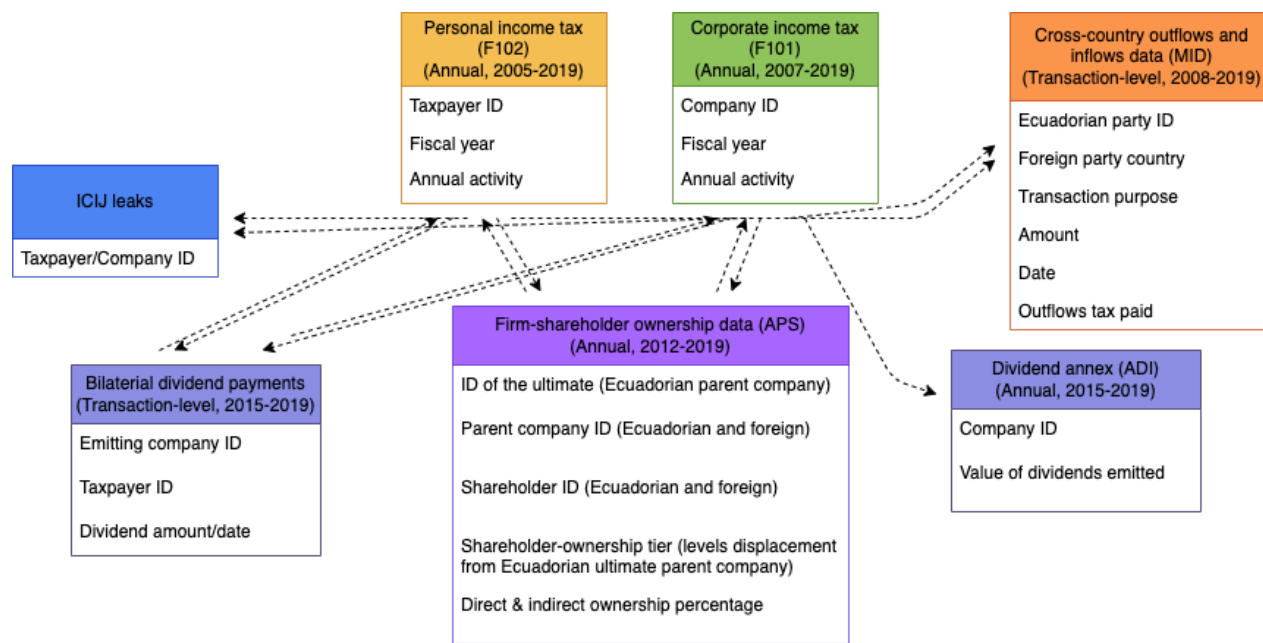 Personal income tax
(F102)
(Annual, 2005-2019)
Taxpayer ID
Fiscal year
Annual activity
Corporate income tax
(F101)
(Annual, 2007-2019)
Company ID
Fiscal year
Annual activity
Cross-country outflows and
inflows data (MID)
(Transaction-level, 2008-2019)
Ecuadorian party ID
Foreign party country
Transaction purpose
Amount
Date
Outflows tax paid
ICIJ leaks
Taxpayer/Company ID
Bilaterial dividend payments
(Transaction-level, 2015-2019)
Emitting company ID
Taxpayer ID
Dividend amount/date
Firm-shareholder ownership data (APS)
(Annual, 2012-2019)
ID of the ultimate (Ecuadorian parent company)
Parent company ID (Ecuadorian and foreign)
Shareholder ID (Ecuadorian and foreign)
Shareholder-ownership tier (levels displacement
from Ecuadorian ultimate parent company)
Direct & indirect ownership percentage
Dividend annex (ADI)
(Annual, 2015-2019)
Company ID
Value of dividends emitted